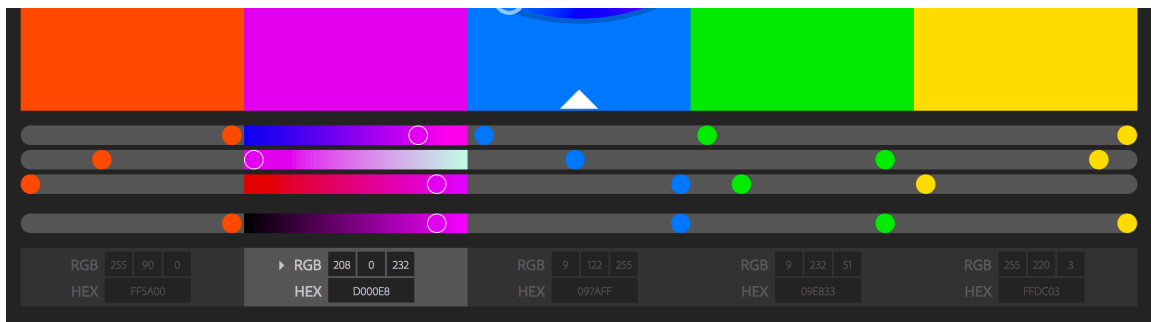 RGB 255 90 0
HEX FF5A00
RGB 208 0 232
HEX D000E8
RGB 9 122 255
HEX 097AFF
RGB 9 232 51
HEX 09E833
RGB 255 220 3
HEX FFDC03